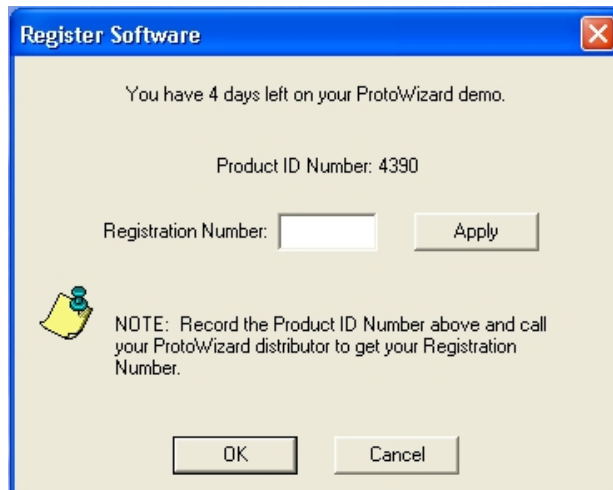 Register Software
You have 4 days left on your ProtoWizard demo.
Product ID Number: 4390
Registration Number:
Apply
NOTE: Record the Product ID Number above and call
your ProtoWizard distributor to get your Registration
Number.
OK
Cancel